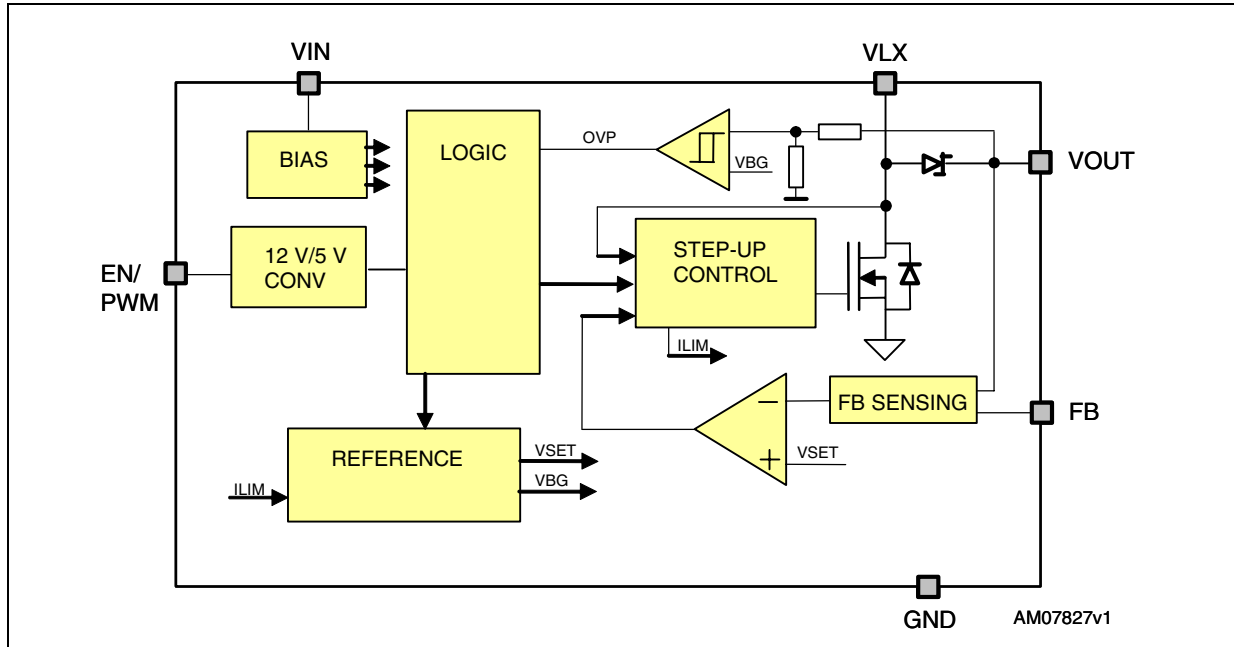 VIN
VLX
BIAS
LOGIC
OVP
VBG
VOUT
12 V/5 V
CONV
EN/
PWM
STEP-UP
CONTROL
ILIM
FB SENSING
FB
−
+
VSET
REFERENCE
VSET
VBG
ILIM
GND
AM07827v1